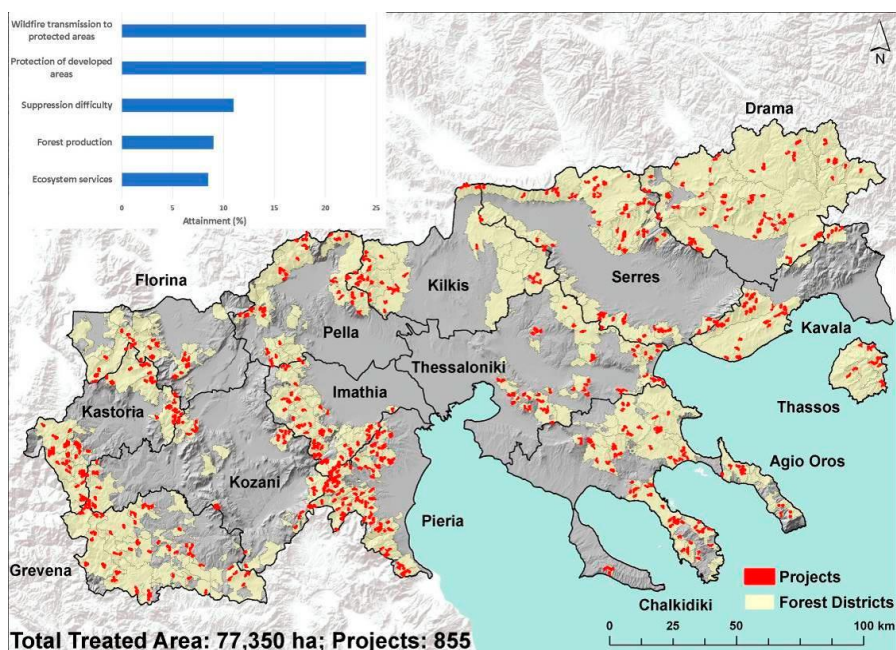 Wildfire transmission to
protected areas
Protection of developed
areas
Suppression difficulty
Forest production
Ecosystem services
0 5 10 15 20 25
Attainment (%)
N
Drama
Florina
Kilkis
Serres
Pella
Kavala
Thessaloniki
Imathia
Kastoria
Thassos
Agio Oros
Kozani
Pieria
Grevena
Projects
Forest Districts
Chalkidiki
0 25 50 100 km
Total Treated Area: 77,350 ha; Projects: 855